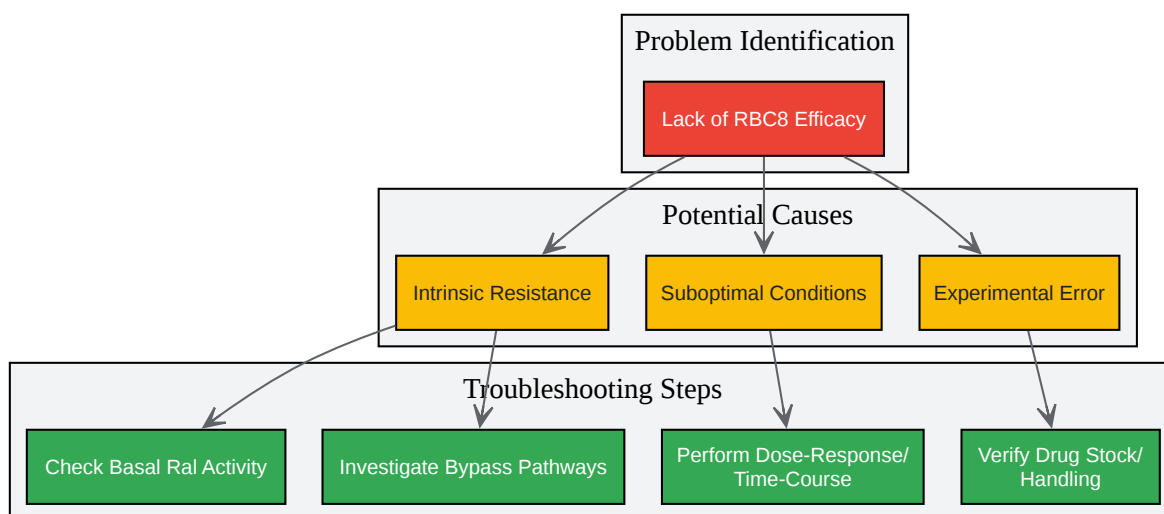 Problem Identification
Lack of RBC8 Efficacy
Potential Causes
Intrinsic Resistance
Suboptimal Conditions
Experimental Error
Troubleshooting Steps
Check Basal Ral Activity
Investigate Bypass Pathways
Perform Dose-Response/
Time-Course
Verify Drug Stock/
Handling